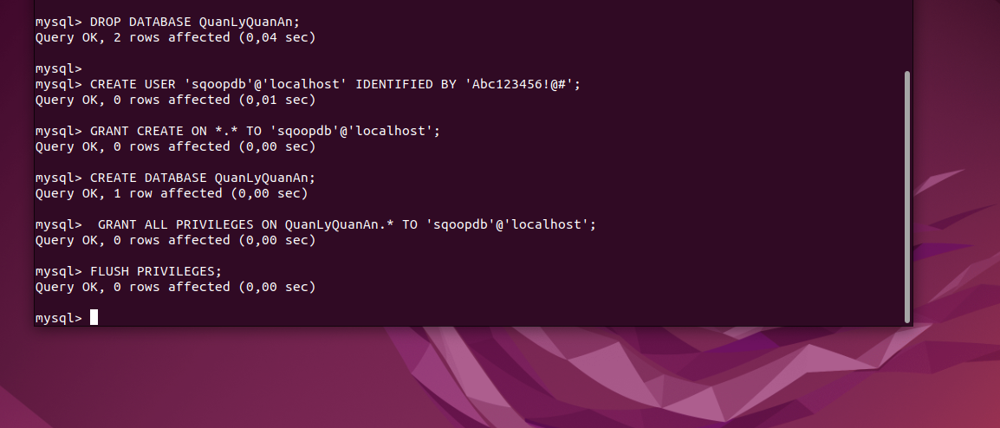 mysql> DROP DATABASE QuanLyQuanAn;
Query OK, 2 rows affected (0,04 sec)
mysql>
mysql> CREATE USER 'sqoopdb'@'localhost' IDENTIFIED BY 'Abc123456!@#';
Query OK, 0 rows affected (0,01 sec)
mysql> GRANT CREATE ON *.* TO 'sqoopdb'@'localhost';
Query OK, 0 rows affected (0,00 sec)
mysql> CREATE DATABASE QuanLyQuanAn;
Query OK, 1 row affected (0,00 sec)
mysql>  GRANT ALL PRIVILEGES ON QuanLyQuanAn.* TO 'sqoopdb'@'localhost';
Query OK, 0 rows affected (0,00 sec)
mysql> FLUSH PRIVILEGES;
Query OK, 0 rows affected (0,00 sec)
mysql>